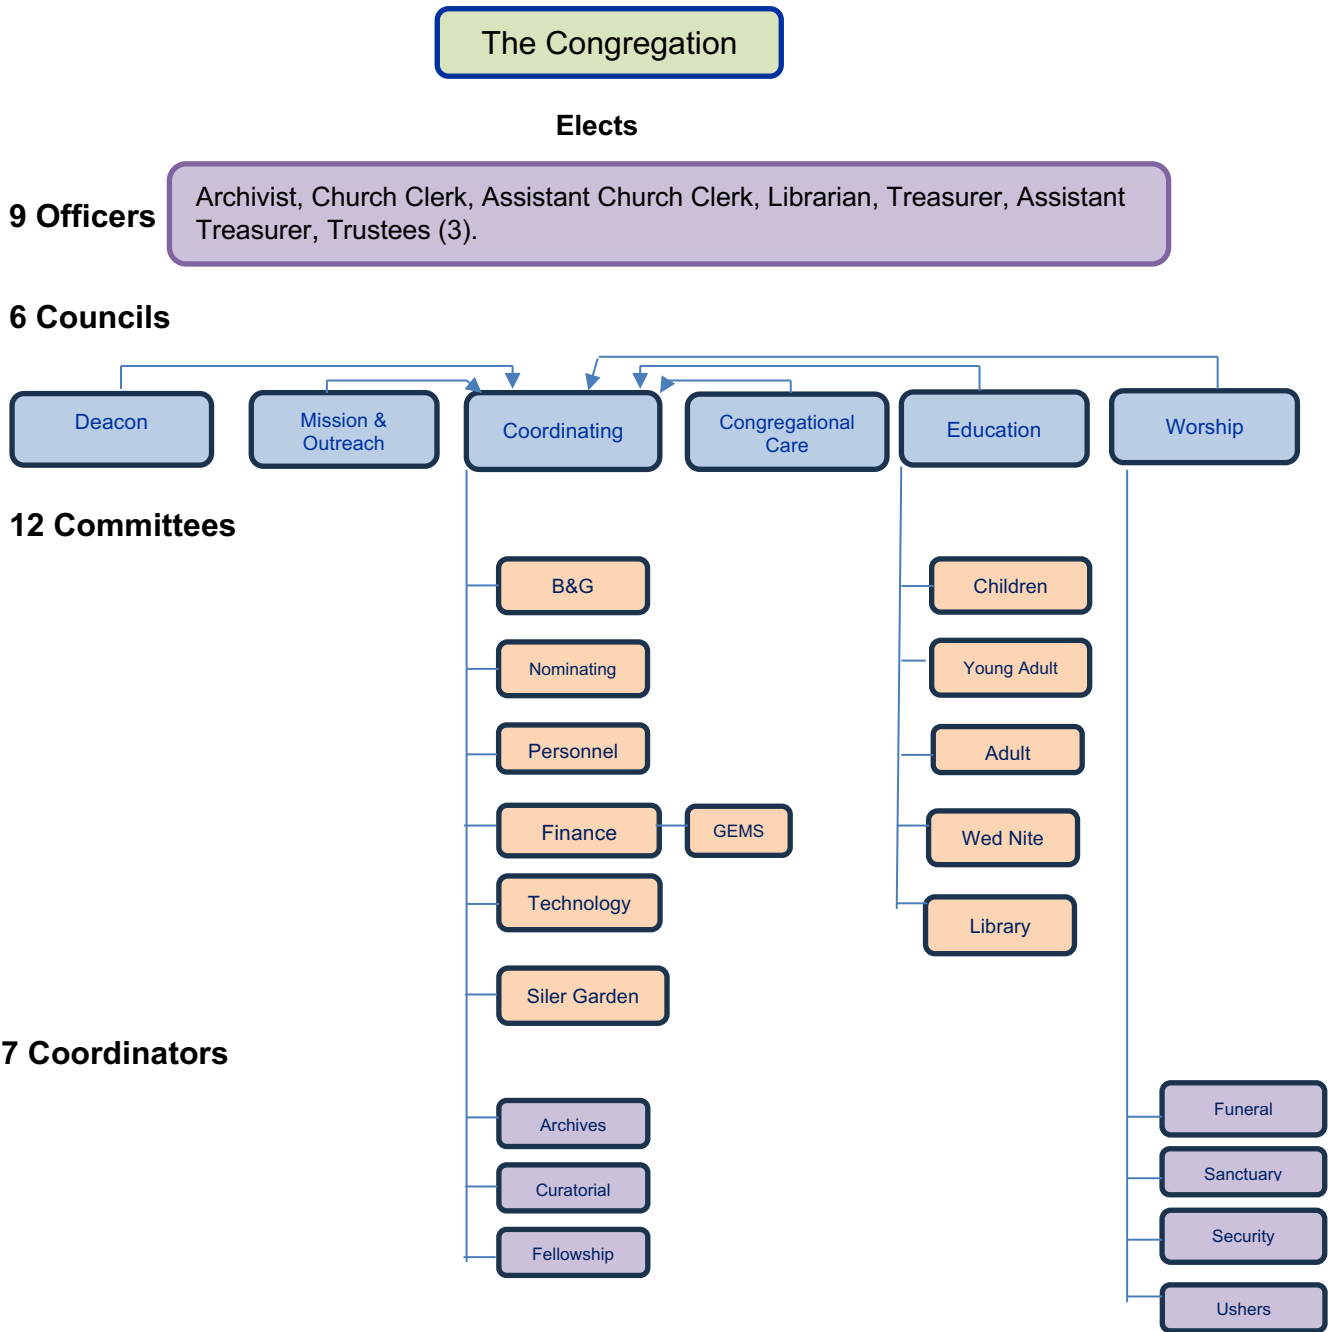 The Congregation
Elects
9 Officers
Archivist, Church Clerk, Assistant Church Clerk, Librarian, Treasurer, Assistant
Treasurer, Trustees (3).
6 Councils
Deacon
Mission &
Outreach
Coordinating
Congregational
Care
Education
Worship
12 Committees
B&G
Nominating
Personnel
Finance
GEMS
Technology
Siler Garden
Children
Young Adult
Adult
Wed Nite
Library
7 Coordinators
Archives
Curatorial
Fellowship
Funeral
Sanctuary
Security
Ushers